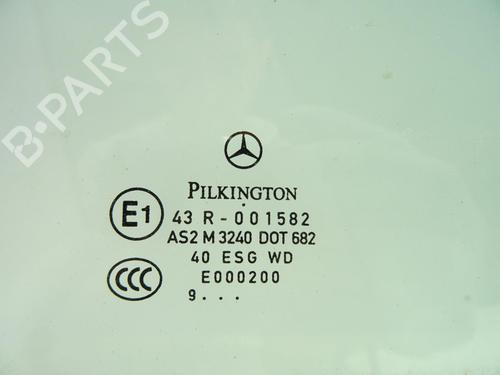 B-PARTS
PILKINGTON
E1 43 R-001582
AS2 M 3240 DOT 682
40 ESG WD
CCC E000200
9...